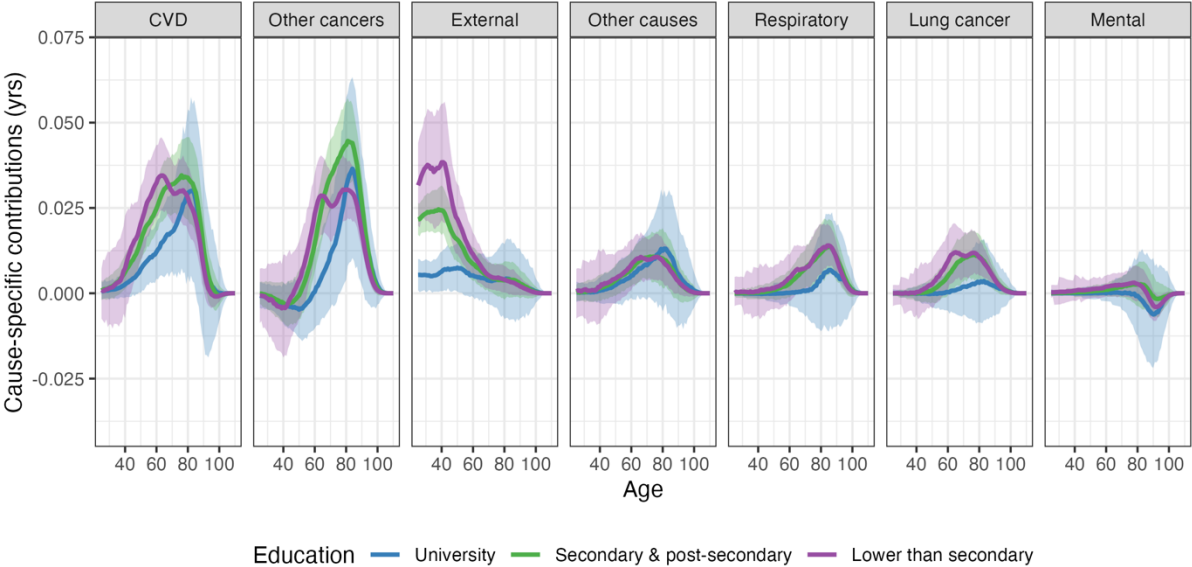 CVD Other cancers External Other causes Respiratory Lung cancer Mental
0.075
0.050
0.025
0.000
-0.025
Cause-specific contributions (yrs)
40 60 80 100 40 60 80 100 40 60 80 100 40 60 80 100 40 60 80 100 40 60 80 100 40 60 80 100
Age
Education University Secondary & post-secondary Lower than secondary